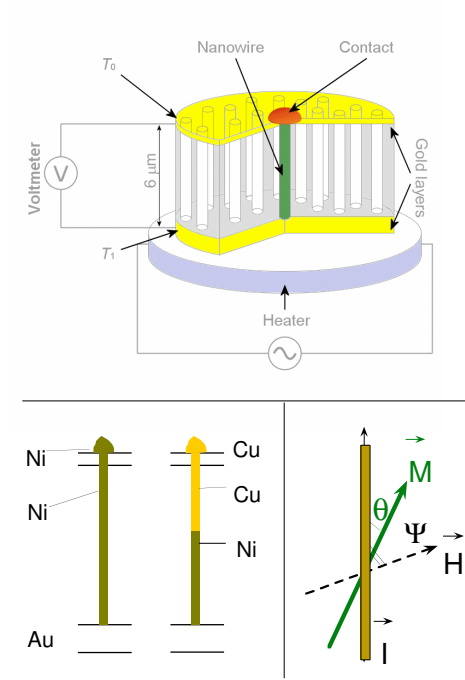 Nanowire
Contact
T0
Voltmeter
V
6 µm
Gold layers
T1
Heater
Ni
Cu
Cu
Ni
Ni
Au
M
θ
Ψ
H
I